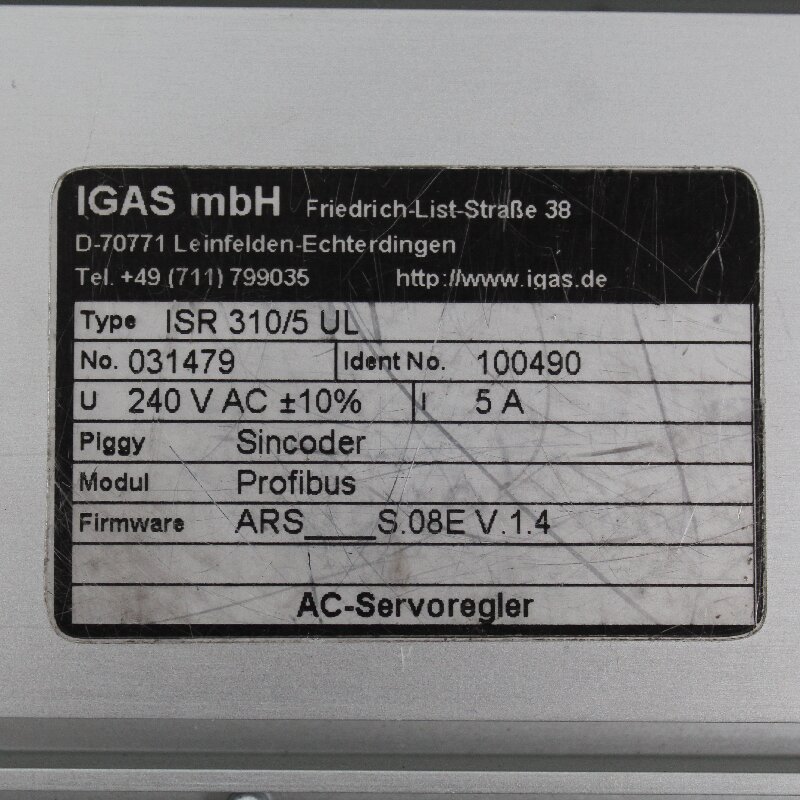 IGAS mbH Friedrich-List-Straße 38
D-70771 Leinfelden-Echterdingen
Tel. +49 (711) 799035 http://www.igas.de
Type ISR 310/5 UL
No. 031479 Ident No. 100490
U 240 V AC ±10% I 5 A
Piggy Sincoder
Modul Profibus
Firmware ARS____S.08E V.1.4
AC-Servoregler